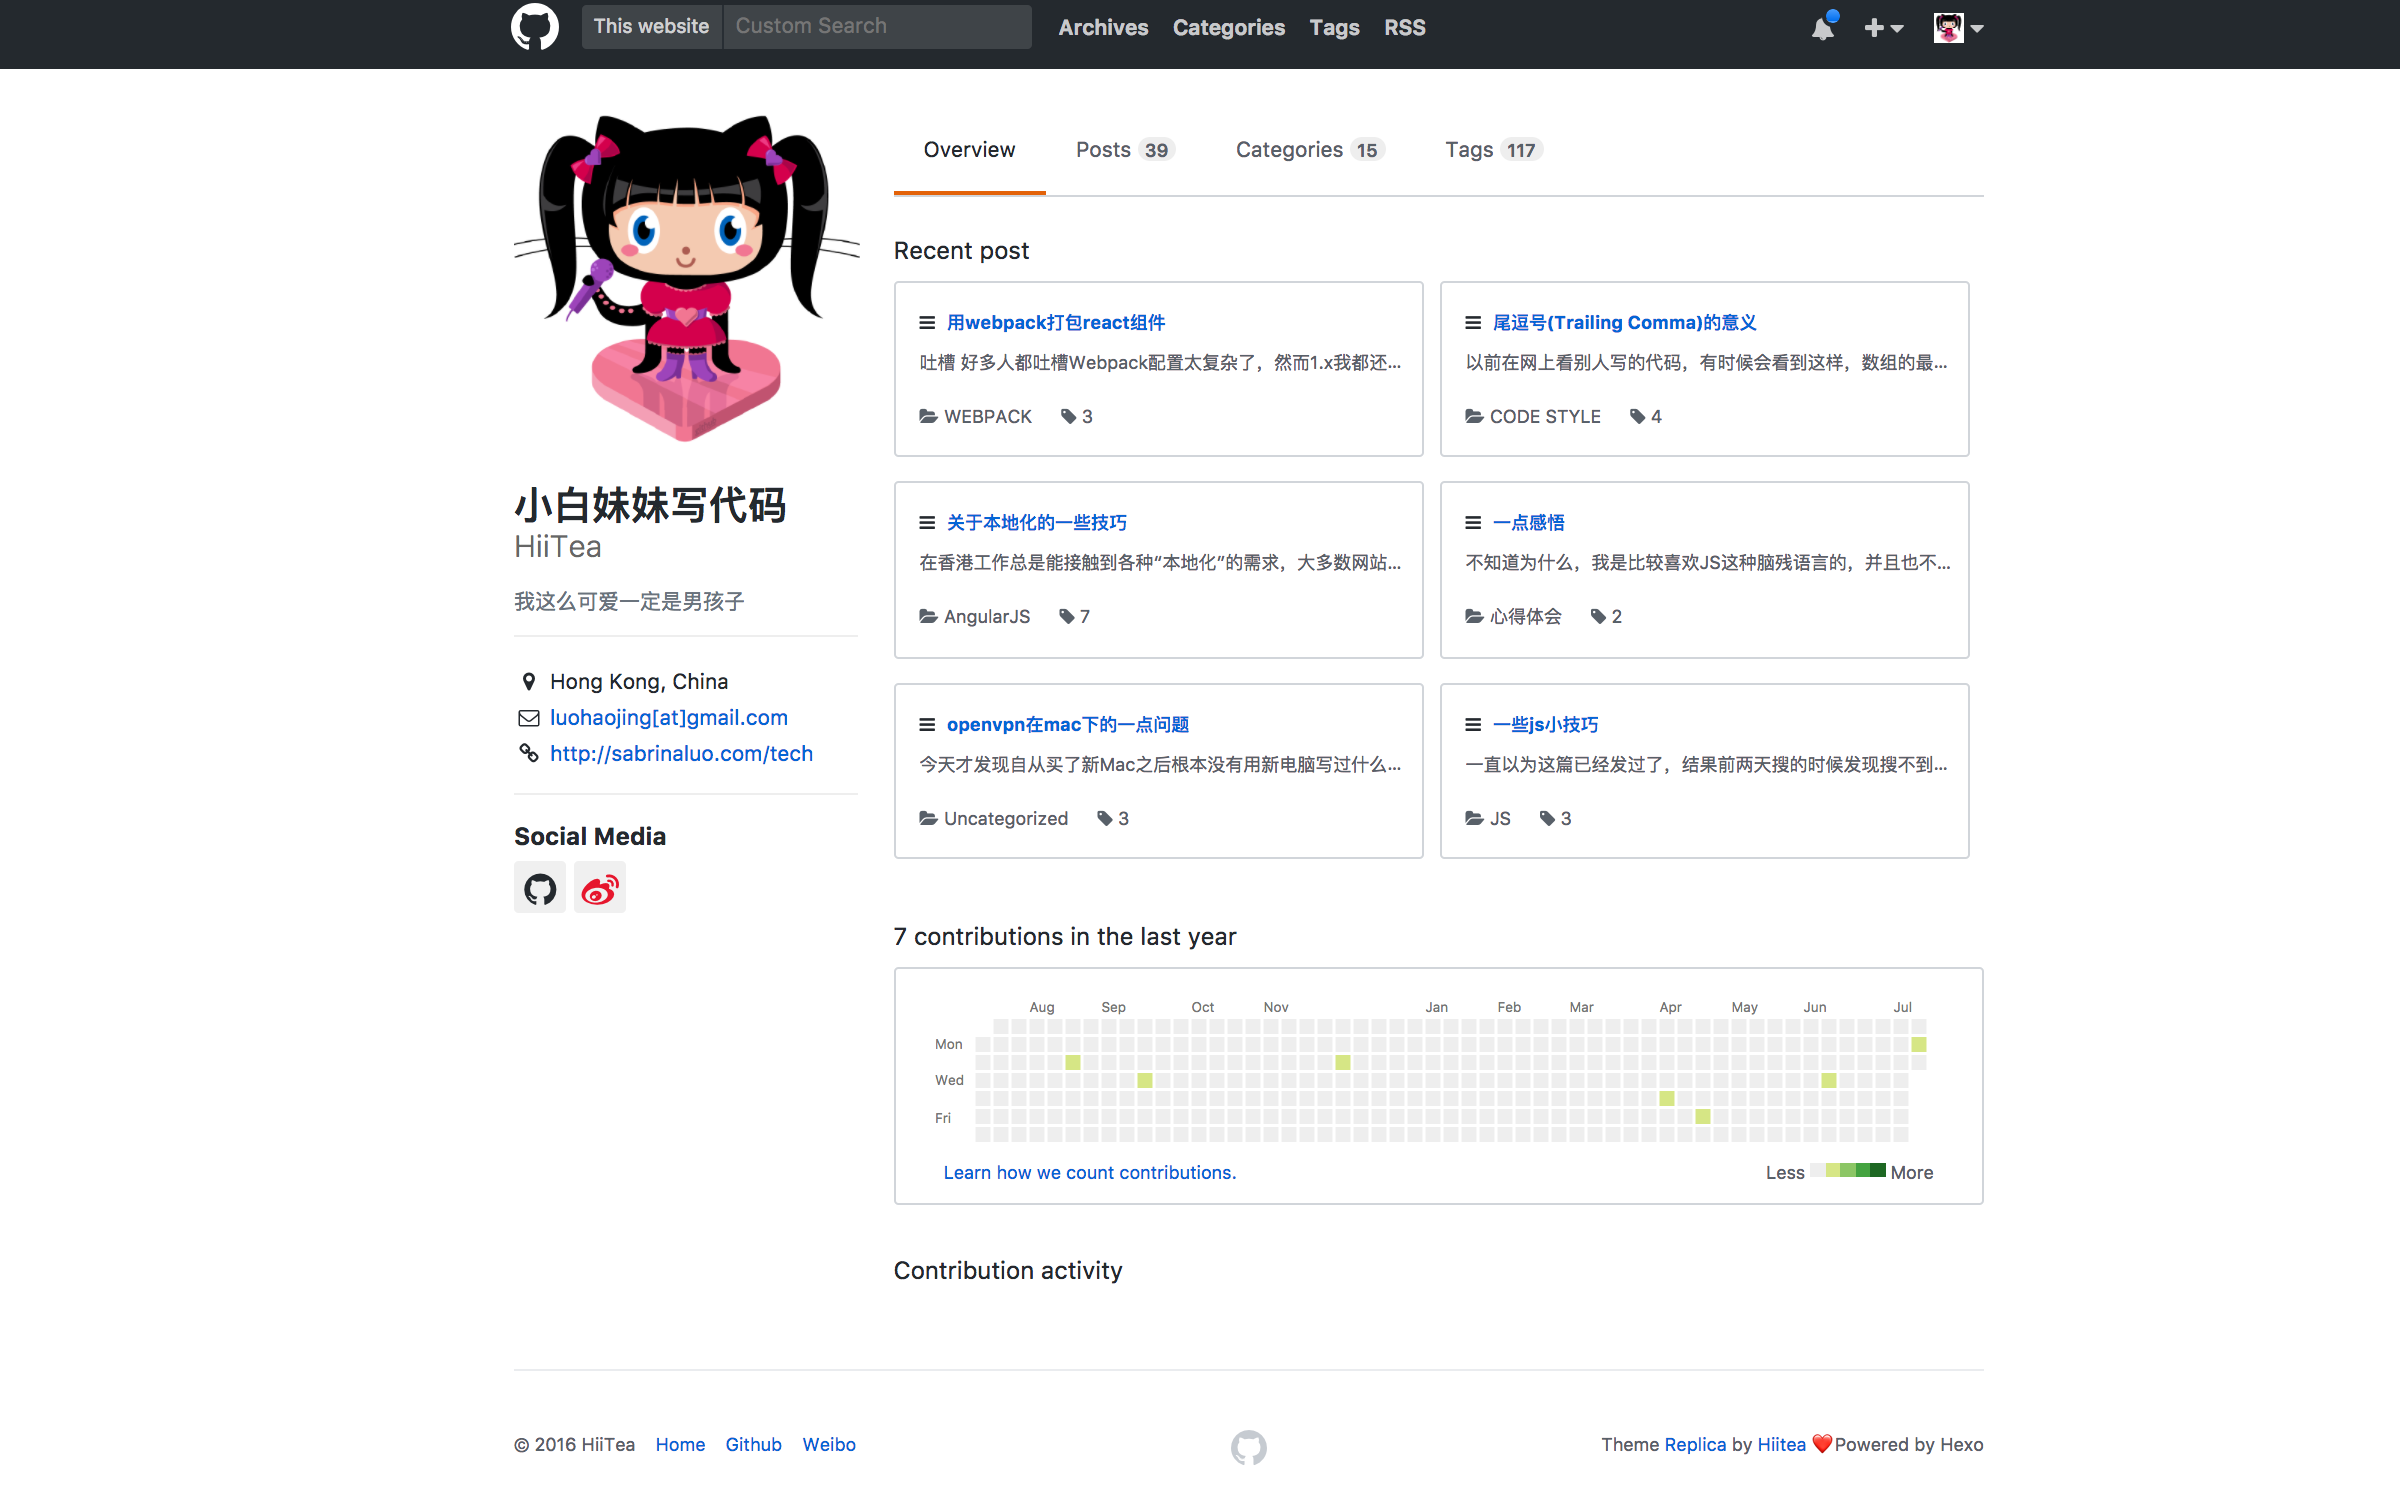 This website Custom Search Archives Categories Tags RSS
Overview Posts 39 Categories 15 Tags 117
小白妹妹写代码
HiiTea
我这么可爱一定是男孩子
Hong Kong, China
luohaojing[at]gmail.com
http://sabrinaluo.com/tech
Social Media
Recent post
用webpack打包react组件
吐槽 好多人都吐槽Webpack配置太复杂了，然而1.x我都还...
WEBPACK 3
尾逗号(Trailing Comma)的意义
以前在网上看别人写的代码，有时候会看到这样，数组的最...
CODE STYLE 4
关于本地化的一些技巧
在香港工作总是能接触到各种“本地化”的需求，大多数网站...
AngularJS 7
一点感悟
不知道为什么，我是比较喜欢JS这种脑残语言的，并且也不...
心得体会 2
openvpn在mac下的一点问题
今天才发现自从买了新Mac之后根本没有用新电脑写过什么...
Uncategorized 3
一些js小技巧
一直以为这篇已经发过了，结果前两天搜的时候发现搜不到...
JS 3
7 contributions in the last year
Aug Sep Oct Nov Jan Feb Mar Apr May Jun Jul
Mon
Wed
Fri
Learn how we count contributions. Less More
Contribution activity
© 2016 HiiTea Home Github Weibo Theme Replica by Hiitea ❤️Powered by Hexo